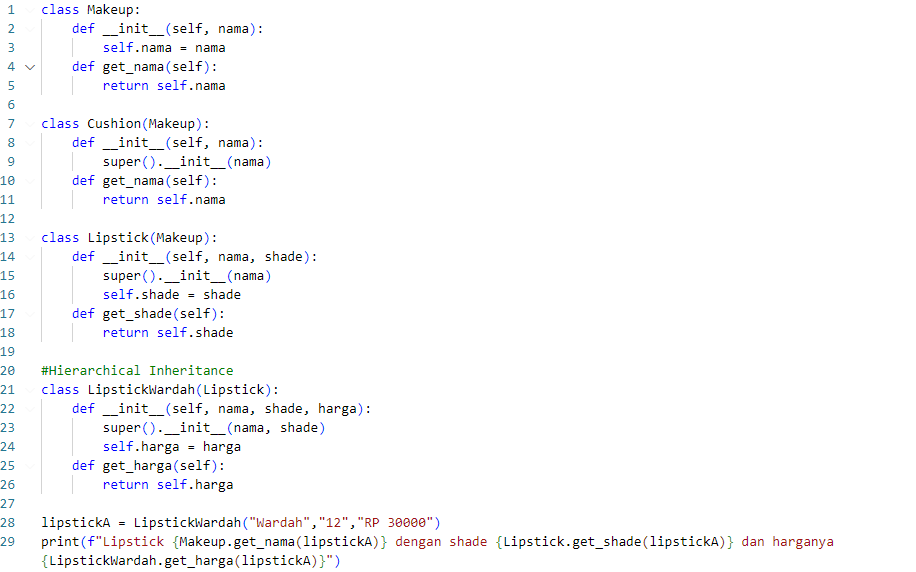 1 class Makeup:
2     def __init__(self, nama):
3         self.nama = nama
4     def get_nama(self):
5         return self.nama
6
7 class Cushion(Makeup):
8     def __init__(self, nama):
9         super().__init__(nama)
10     def get_nama(self):
11         return self.nama
12
13 class Lipstick(Makeup):
14     def __init__(self, nama, shade):
15         super().__init__(nama)
16         self.shade = shade
17     def get_shade(self):
18         return self.shade
19
20 #Hierarchical Inheritance
21 class LipstickWardah(Lipstick):
22     def __init__(self, nama, shade, harga):
23         super().__init__(nama, shade)
24         self.harga = harga
25     def get_harga(self):
26         return self.harga
27
28 lipstickA = LipstickWardah("Wardah","12","RP 30000")
29 print(f"Lipstick {Makeup.get_nama(lipstickA)} dengan shade {Lipstick.get_shade(lipstickA)} dan harganya
{LipstickWardah.get_harga(lipstickA)}")